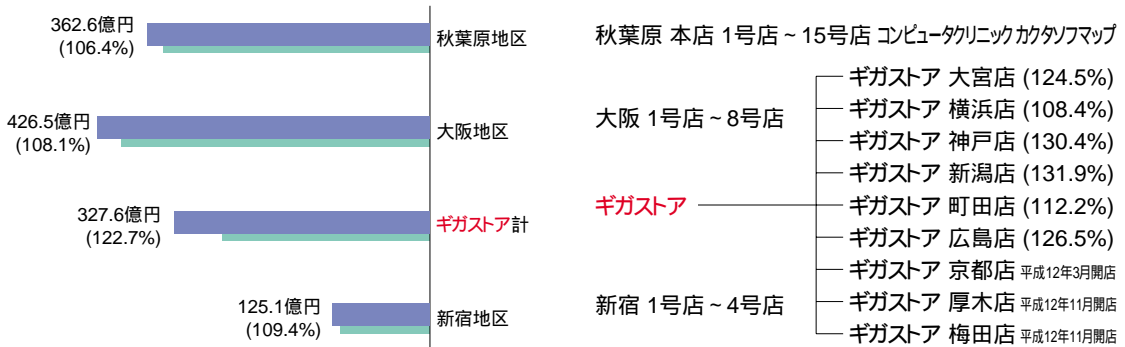 362.6億円
(106.4%)
秋葉原地区
426.5億円
(108.1%)
大阪地区
327.6億円
(122.7%)
ギガストア計
125.1億円
(109.4%)
新宿地区
秋葉原 本店 1号店~15号店 コンピュータクリニック カクタソフマップ
大阪 1号店~8号店
ギガストア
新宿 1号店~4号店
ギガストア 大宮店 (124.5%)
ギガストア 横浜店 (108.4%)
ギガストア 神戸店 (130.4%)
ギガストア 新潟店 (131.9%)
ギガストア 町田店 (112.2%)
ギガストア 広島店 (126.5%)
ギガストア 京都店 平成12年3月開店
ギガストア 厚木店 平成12年11月開店
ギガストア 梅田店 平成12年11月開店